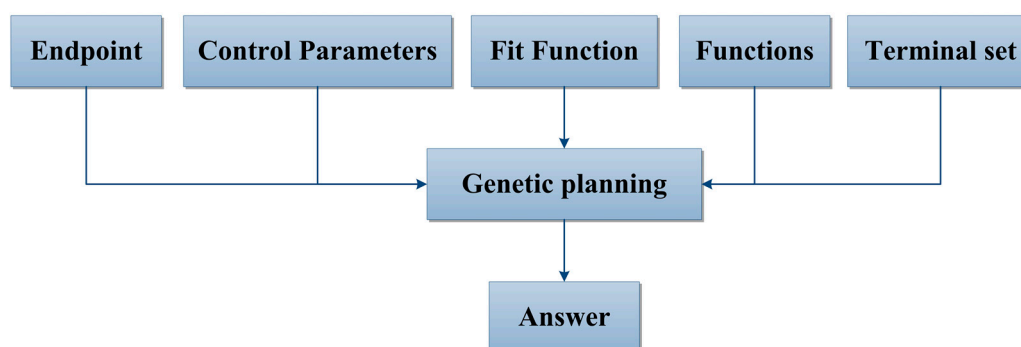 Endpoint
Control Parameters
Fit Function
Functions
Terminal set
Genetic planning
Answer